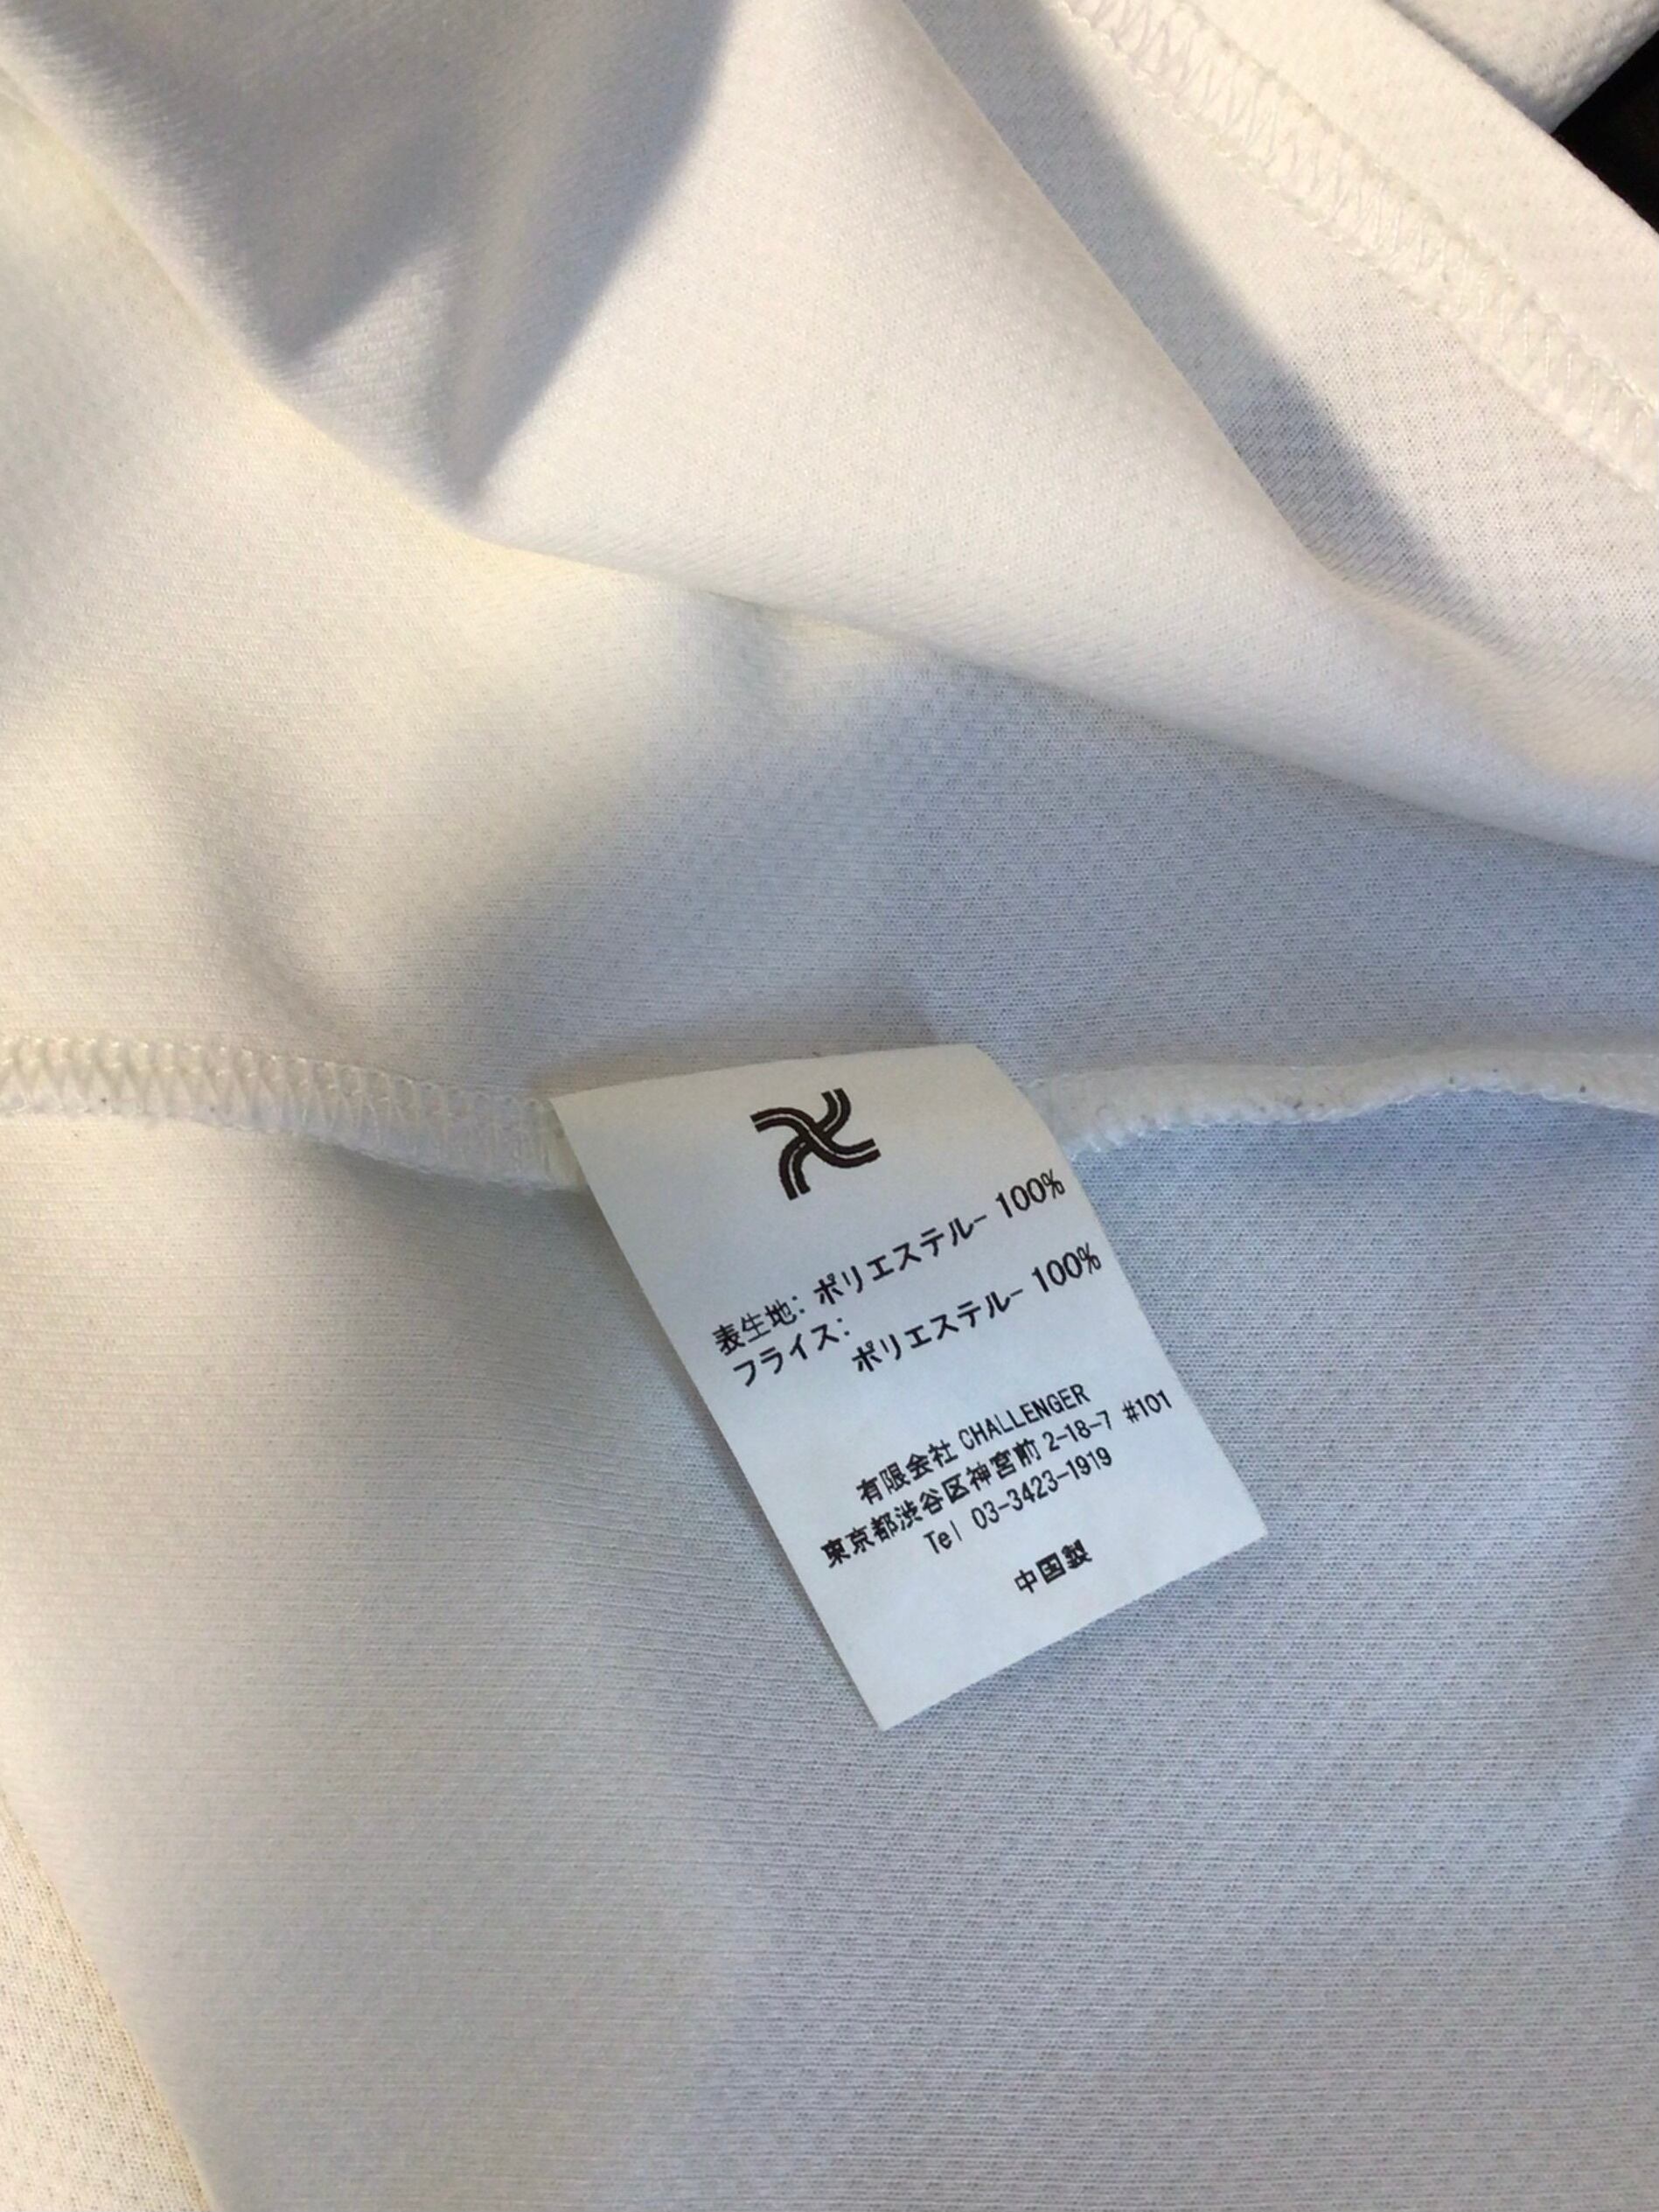 表生地: ポリエステル- 100%
フライス:
ポリエステル- 100%
有限会社 CHALLENGER
東京都渋谷区神宮前 2-18-7 #101
Tel 03-3423-1919
中国製